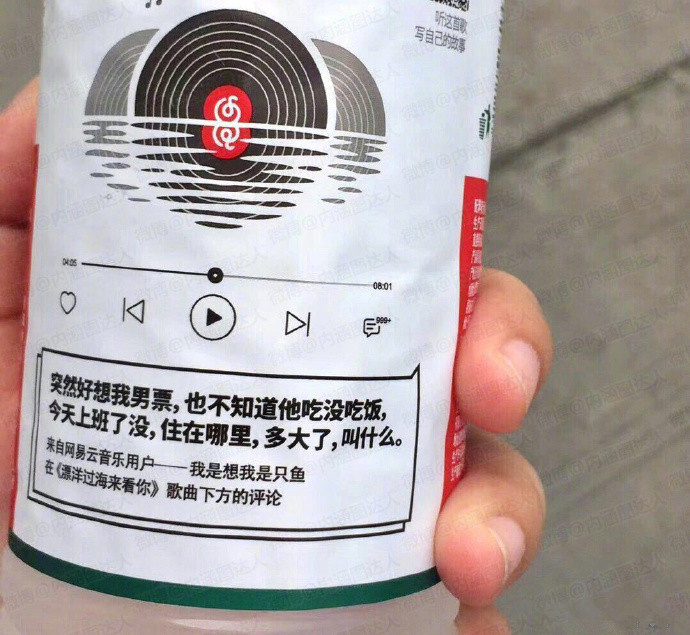 听这首歌
写自己的故事
04:05
08:01
999+
突然好想我男票，也不知道他吃没吃饭，
今天上班了没，住在哪里，多大了，叫什么。
来自网易云音乐用户——我是想我是只鱼
在《漂洋过海来看你》歌曲下方的评论